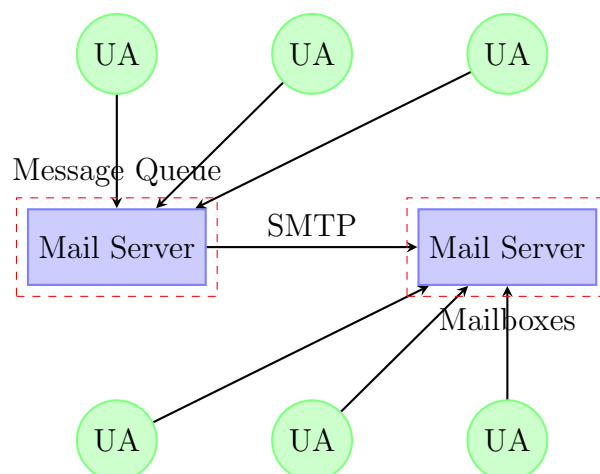 UA
UA
UA
Message Queue
SMTP
Mail Server
Mail Server
Mailboxes
UA
UA
UA